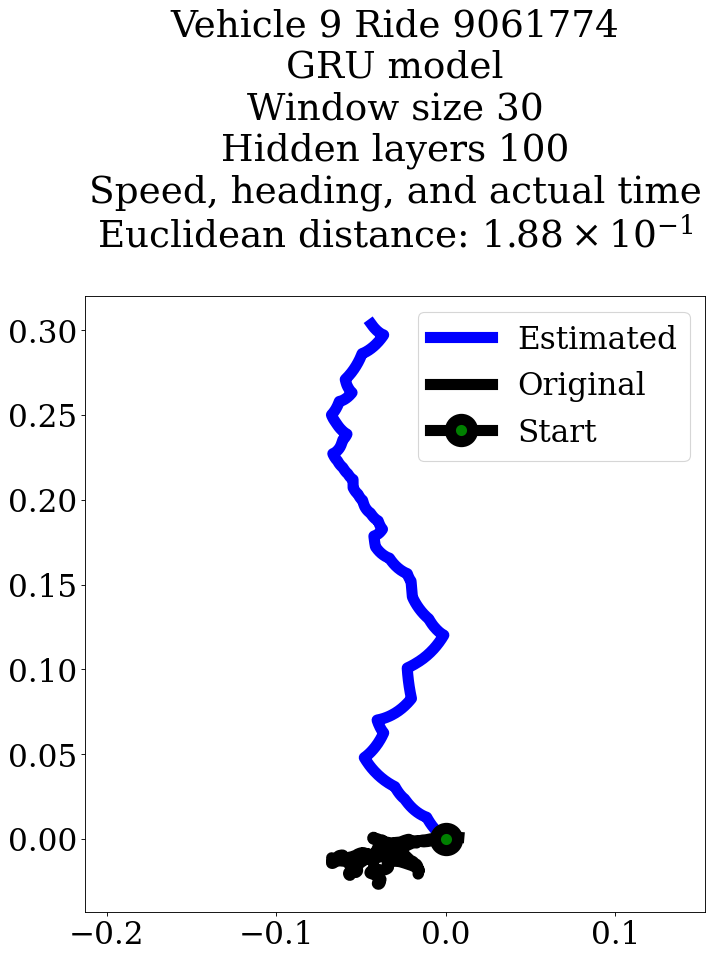 Vehicle 9 Ride 9061774
GRU model
Window size 30
Hidden layers 100
Speed, heading, and actual time
Euclidean distance: 1.88 × 10⁻¹
Estimated
Original
Start
0.30
0.25
0.20
0.15
0.10
0.05
0.00
−0.2 −0.1 0.0 0.1